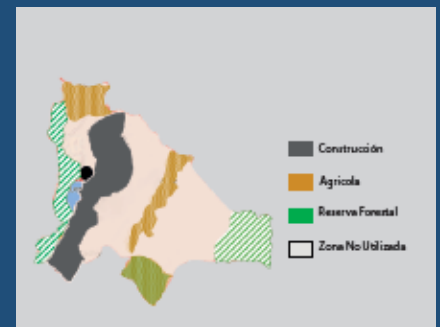 Construcción
Agrícola
Reserva Forestal
Zona No Utilizada